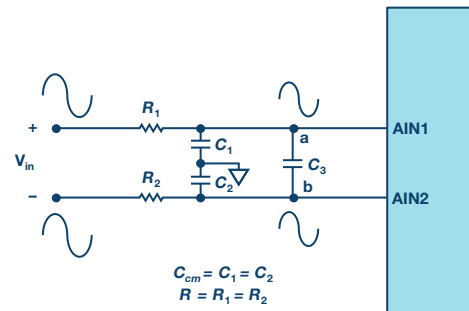 R1
+
a
AIN1
C1
Vin
C3
C2
b
−
R2
AIN2
Ccm = C1 = C2
R = R1 = R2